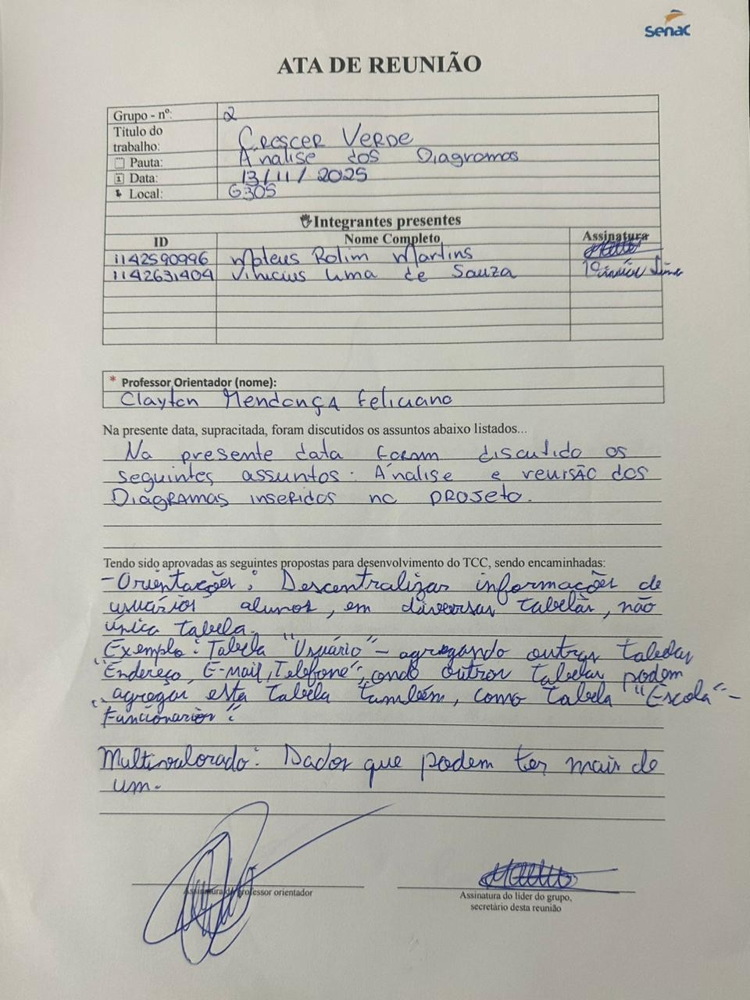 Senac
ATA DE REUNIÃO
Grupo - nº: 2
Titulo do trabalho: Crescer Verde
Pauta: Analise dos Diagramas
Data: 13/11/2025
Local: G305
Integrantes presentes
ID Nome Completo Assinatura
1142590996 Mateus Rolim Martins
1142631404 Vinicius Lima de Souza Vinícius Lima
* Professor Orientador (nome):
Clayton Mendonça Feliciano
Na presente data, supracitada, foram discutidos os assuntos abaixo listados...
Na presente data foram discutido os
seguintes assuntos: Análise e revisão dos
Diagramas inseridos no projeto.
Tendo sido aprovadas as seguintes propostas para desenvolvimento do TCC, sendo encaminhadas:
-Orientações: Descentralizar informações de
usuários alunos, em diversas tabelas, não
única tabela.
Exemplo: Tabela "Usuário" - agregando outras tabelas
"Endereço, E-mail, Telefone", onde outras tabelas podem
agregar esta tabela também, como tabela "Escola" -
"Funcionários".
Multivalorado: Dados que podem ter mais de
um.
Assinatura do professor orientador
Assinatura do líder do grupo,
secretário desta reunião